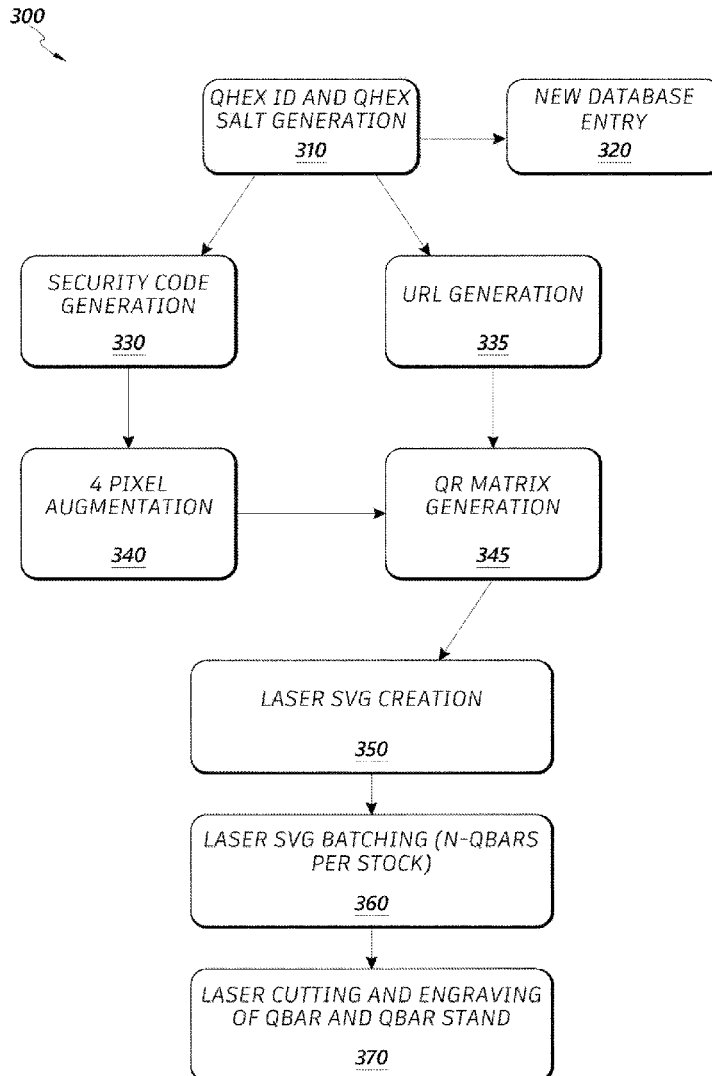 300
QHEX ID AND QHEX
SALT GENERATION
310
NEW DATABASE
ENTRY
320
SECURITY CODE
GENERATION
330
URL GENERATION
335
4 PIXEL
AUGMENTATION
340
QR MATRIX
GENERATION
345
LASER SVG CREATION
350
LASER SVG BATCHING (N-QBARS
PER STOCK)
360
LASER CUTTING AND ENGRAVING
OF QBAR AND QBAR STAND
370